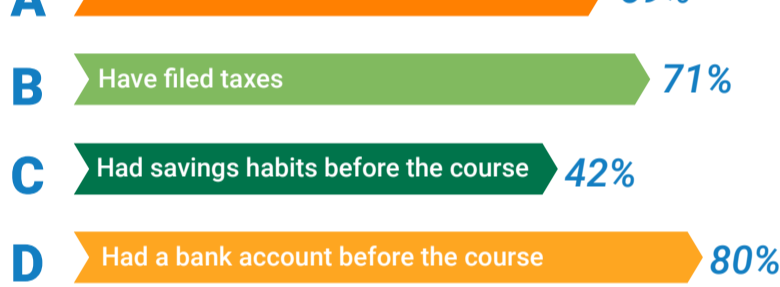 A
B Have filed taxes 71%
C Had savings habits before the course 42%
D Had a bank account before the course 80%